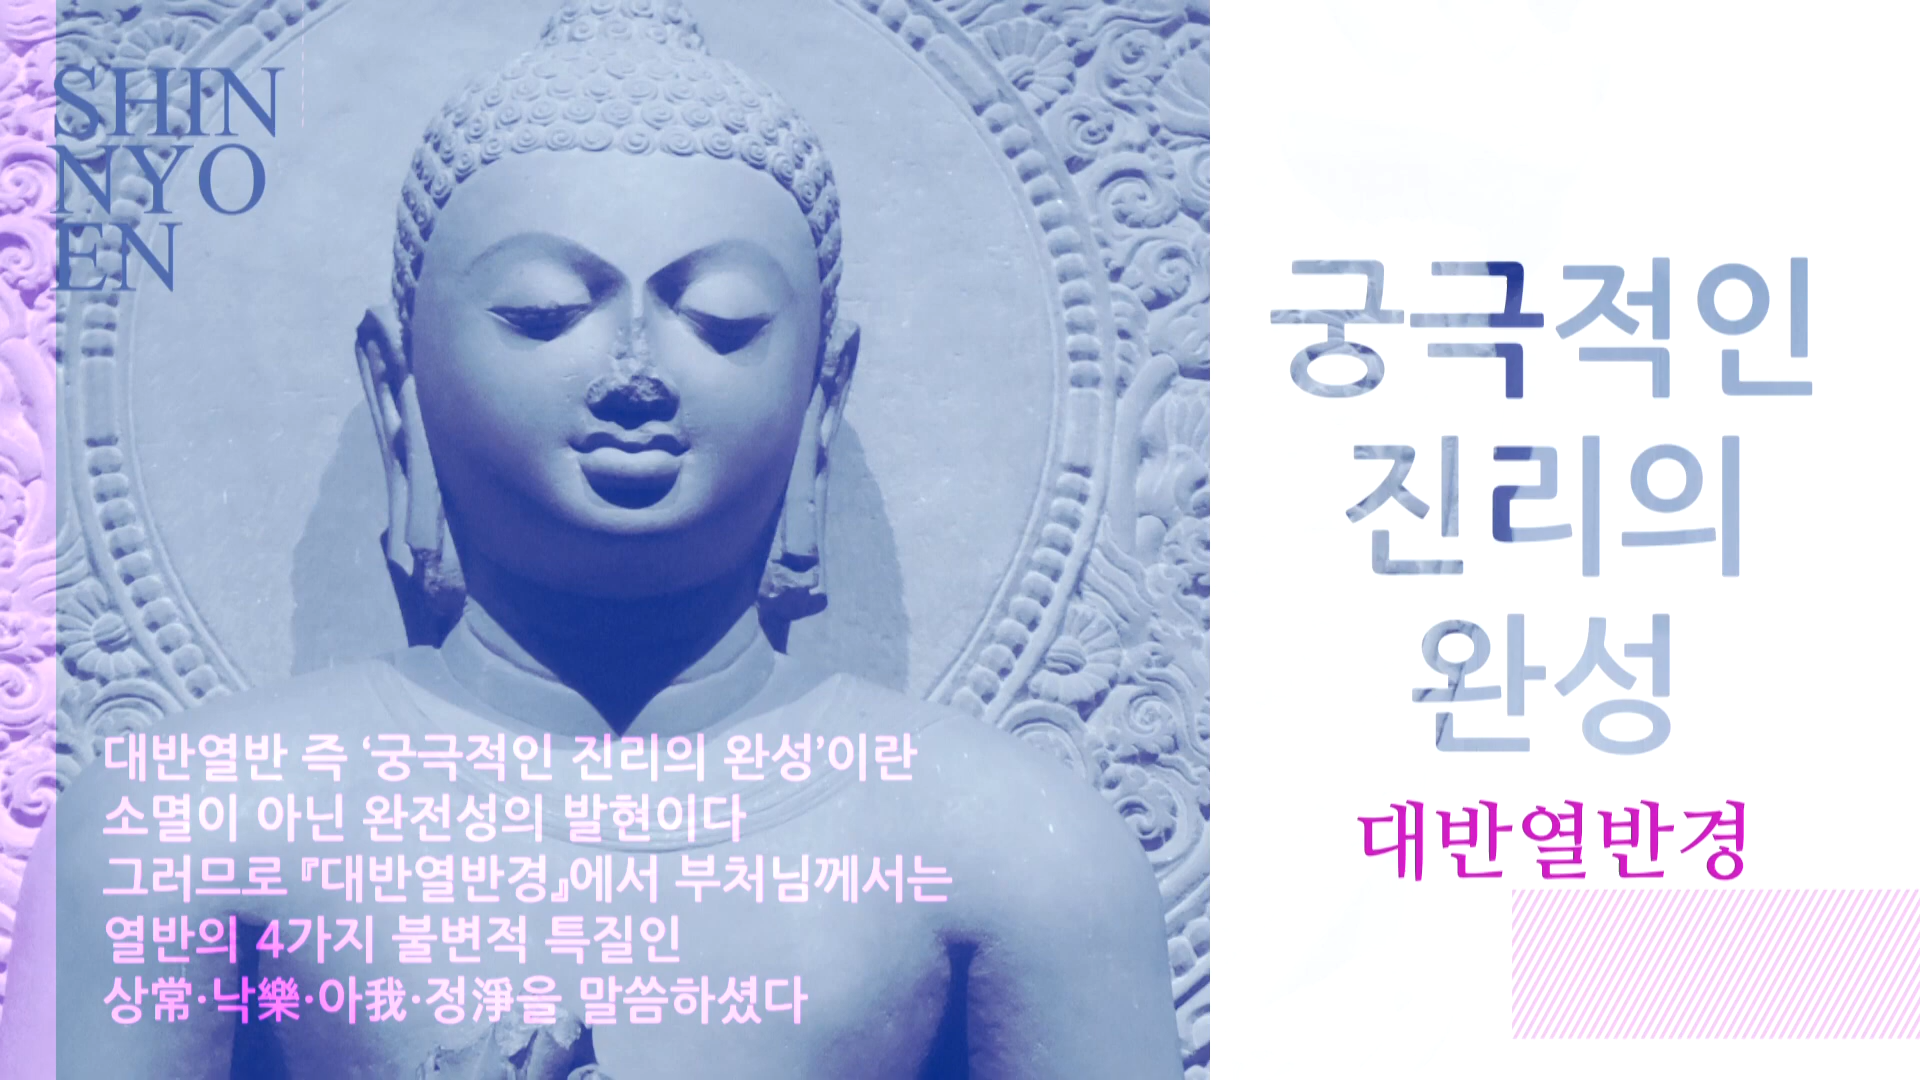 SHIN
NYO
EN
대반열반 즉 ‘궁극적인 진리의 완성’이란
소멸이 아닌 완전성의 발현이다
그러므로 『대반열반경』에서 부처님께서는
열반의 4가지 불변적 특질인
상常·낙樂·아我·정淨을 말씀하셨다
궁극적인
진리의
완성
대반열반경